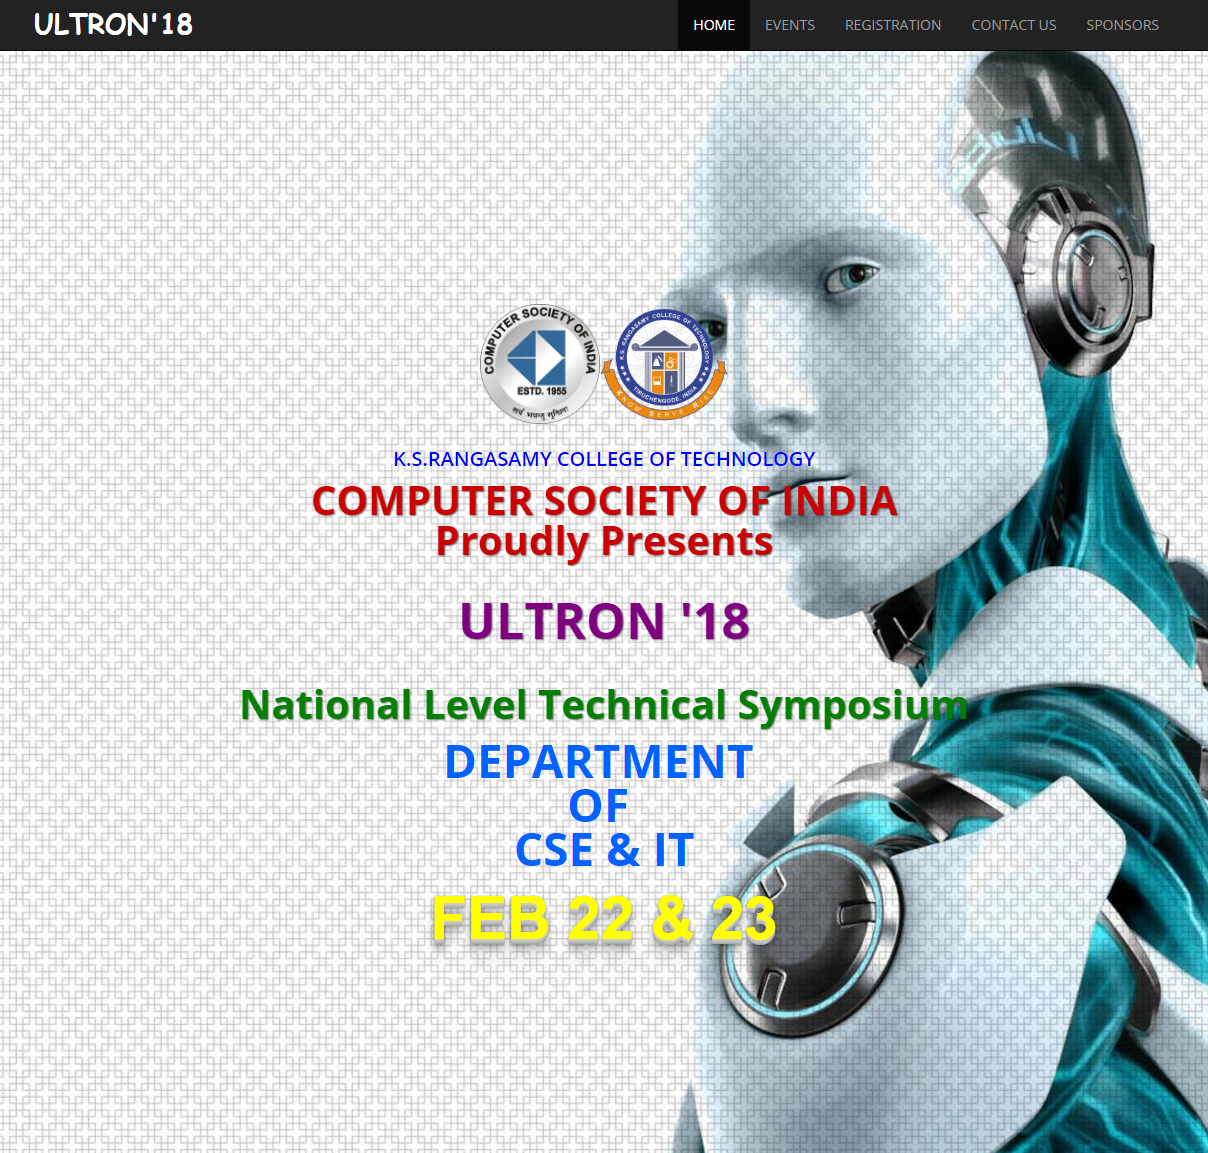 ULTRON'18
HOME EVENTS REGISTRATION CONTACT US SPONSORS
COMPUTER SOCIETY OF INDIA
ESTD. 1955
K.S. RANGASAMY COLLEGE OF TECHNOLOGY
TIRUCHENGODE, INDIA
KNOW SERVE RISE
K.S.RANGASAMY COLLEGE OF TECHNOLOGY
COMPUTER SOCIETY OF INDIA
Proudly Presents
ULTRON '18
National Level Technical Symposium
DEPARTMENT
OF
CSE & IT
FEB 22 & 23